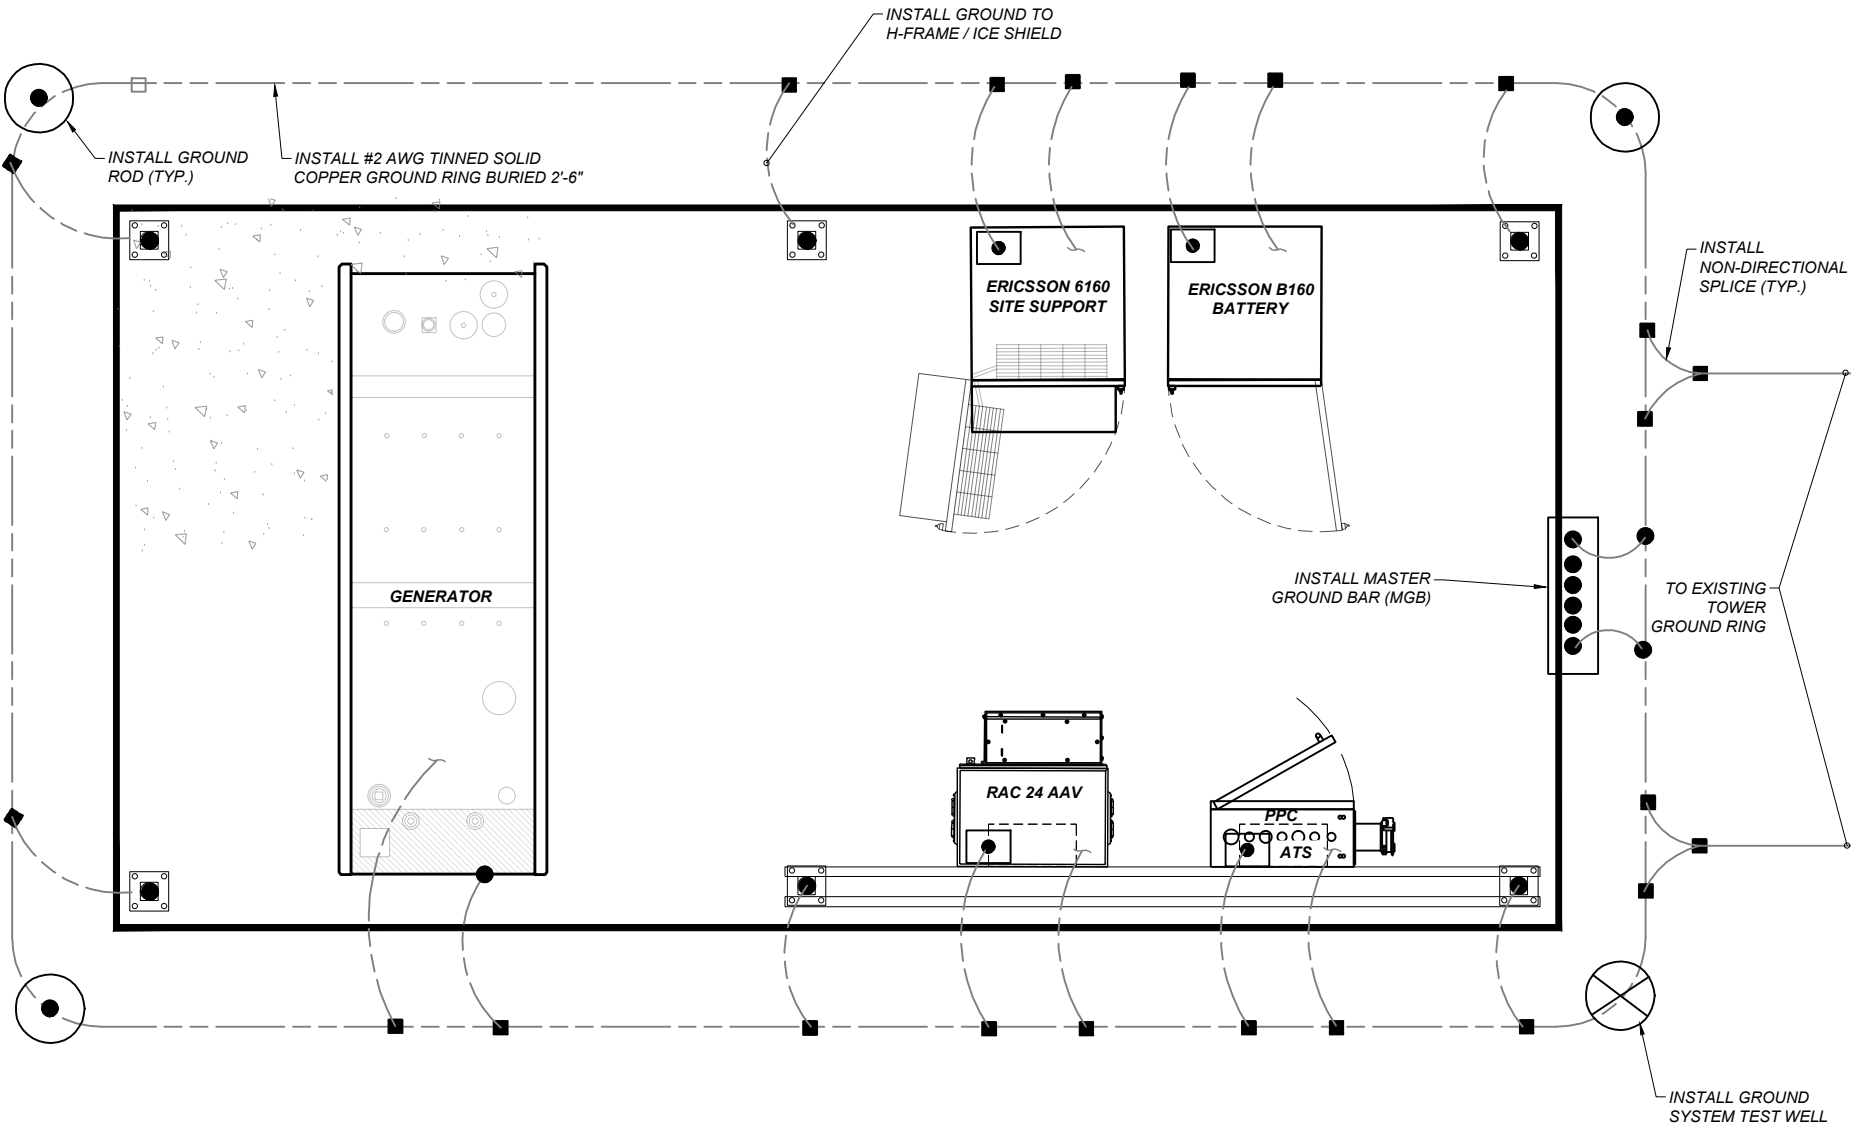 INSTALL GROUND TO
H-FRAME / ICE SHIELD
INSTALL GROUND
ROD (TYP.)
INSTALL #2 AWG TINNED SOLID
COPPER GROUND RING BURIED 2'-6"
INSTALL
NON-DIRECTIONAL
SPLICE (TYP.)
ERICSSON 6160
SITE SUPPORT
ERICSSON B160
BATTERY
GENERATOR
INSTALL MASTER
GROUND BAR (MGB)
TO EXISTING
TOWER
GROUND RING
RAC 24 AAV
PPC
ATS
INSTALL GROUND
SYSTEM TEST WELL